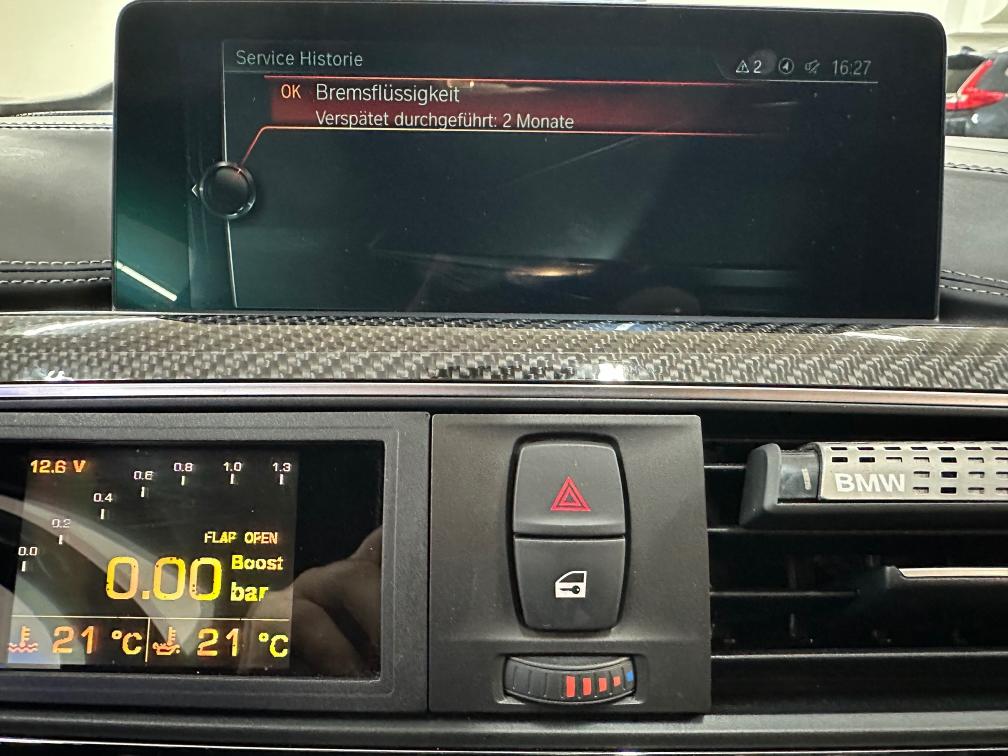 Service Historie
2 16:27
OK Bremsflüssigkeit
Verspätet durchgeführt: 2 Monate
12.6 V
0.0
0.2
0.4
0.6
0.8
1.0
1.3
FLAP OPEN
0.00 Boost
bar
21 °C 21 °C
BMW